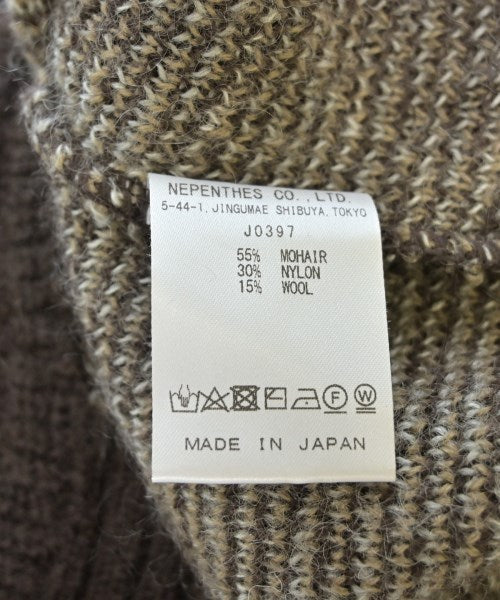 NEPENTHES CO.,LTD.
5-44-1, JINGUMAE SHIBUYA, TOKYO
J0397
55% MOHAIR
30% NYLON
15% WOOL
F W
MADE IN JAPAN